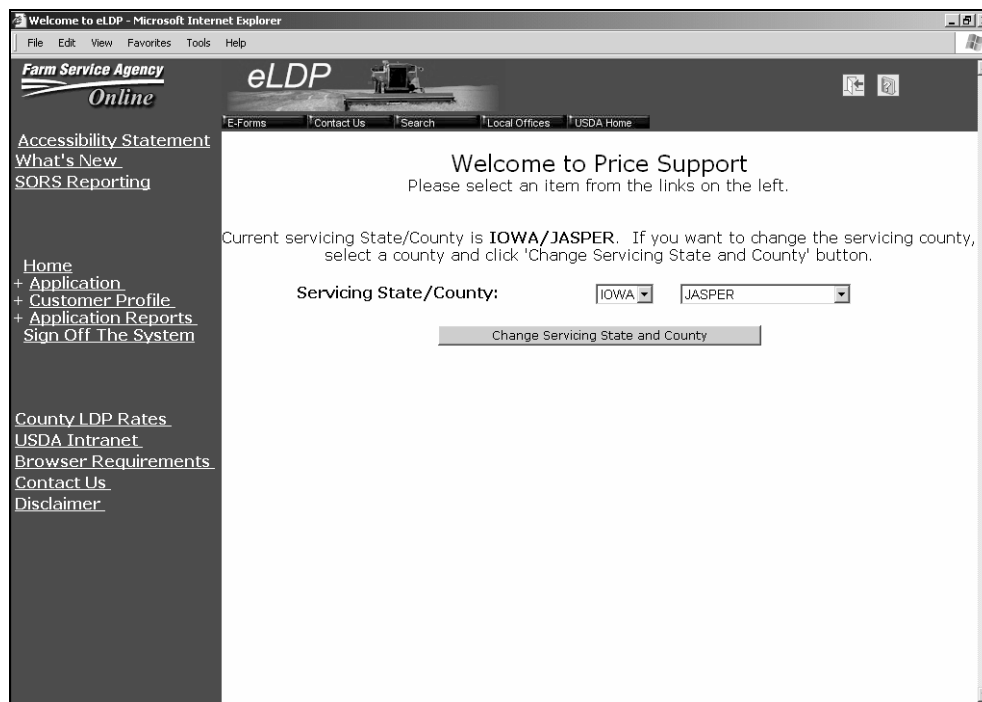 Welcome to eLDP - Microsoft Internet Explorer
File Edit View Favorites Tools Help
Farm Service Agency
Online
eLDP
E-Forms Contact Us Search Local Offices USDA Home
Accessibility Statement
What's New
SORS Reporting
Home
+ Application
+ Customer Profile
+ Application Reports
Sign Off The System
County LDP Rates
USDA Intranet
Browser Requirements
Contact Us
Disclaimer
Welcome to Price Support
Please select an item from the links on the left.
Current servicing State/County is IOWA/JASPER. If you want to change the servicing county,
select a county and click 'Change Servicing State and County' button.
Servicing State/County: IOWA JASPER
Change Servicing State and County